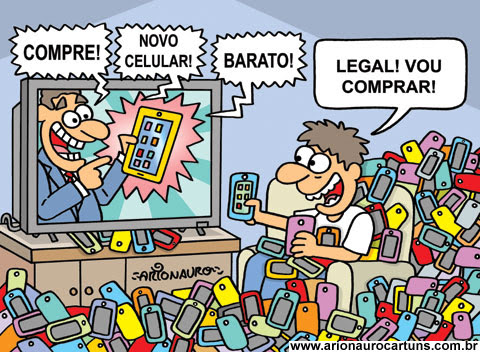 COMPRE!
NOVO
CELULAR!
BARATO!
LEGAL! VOU
COMPRAR!
ARIONAURO
www.arionaurocartuns.com.br